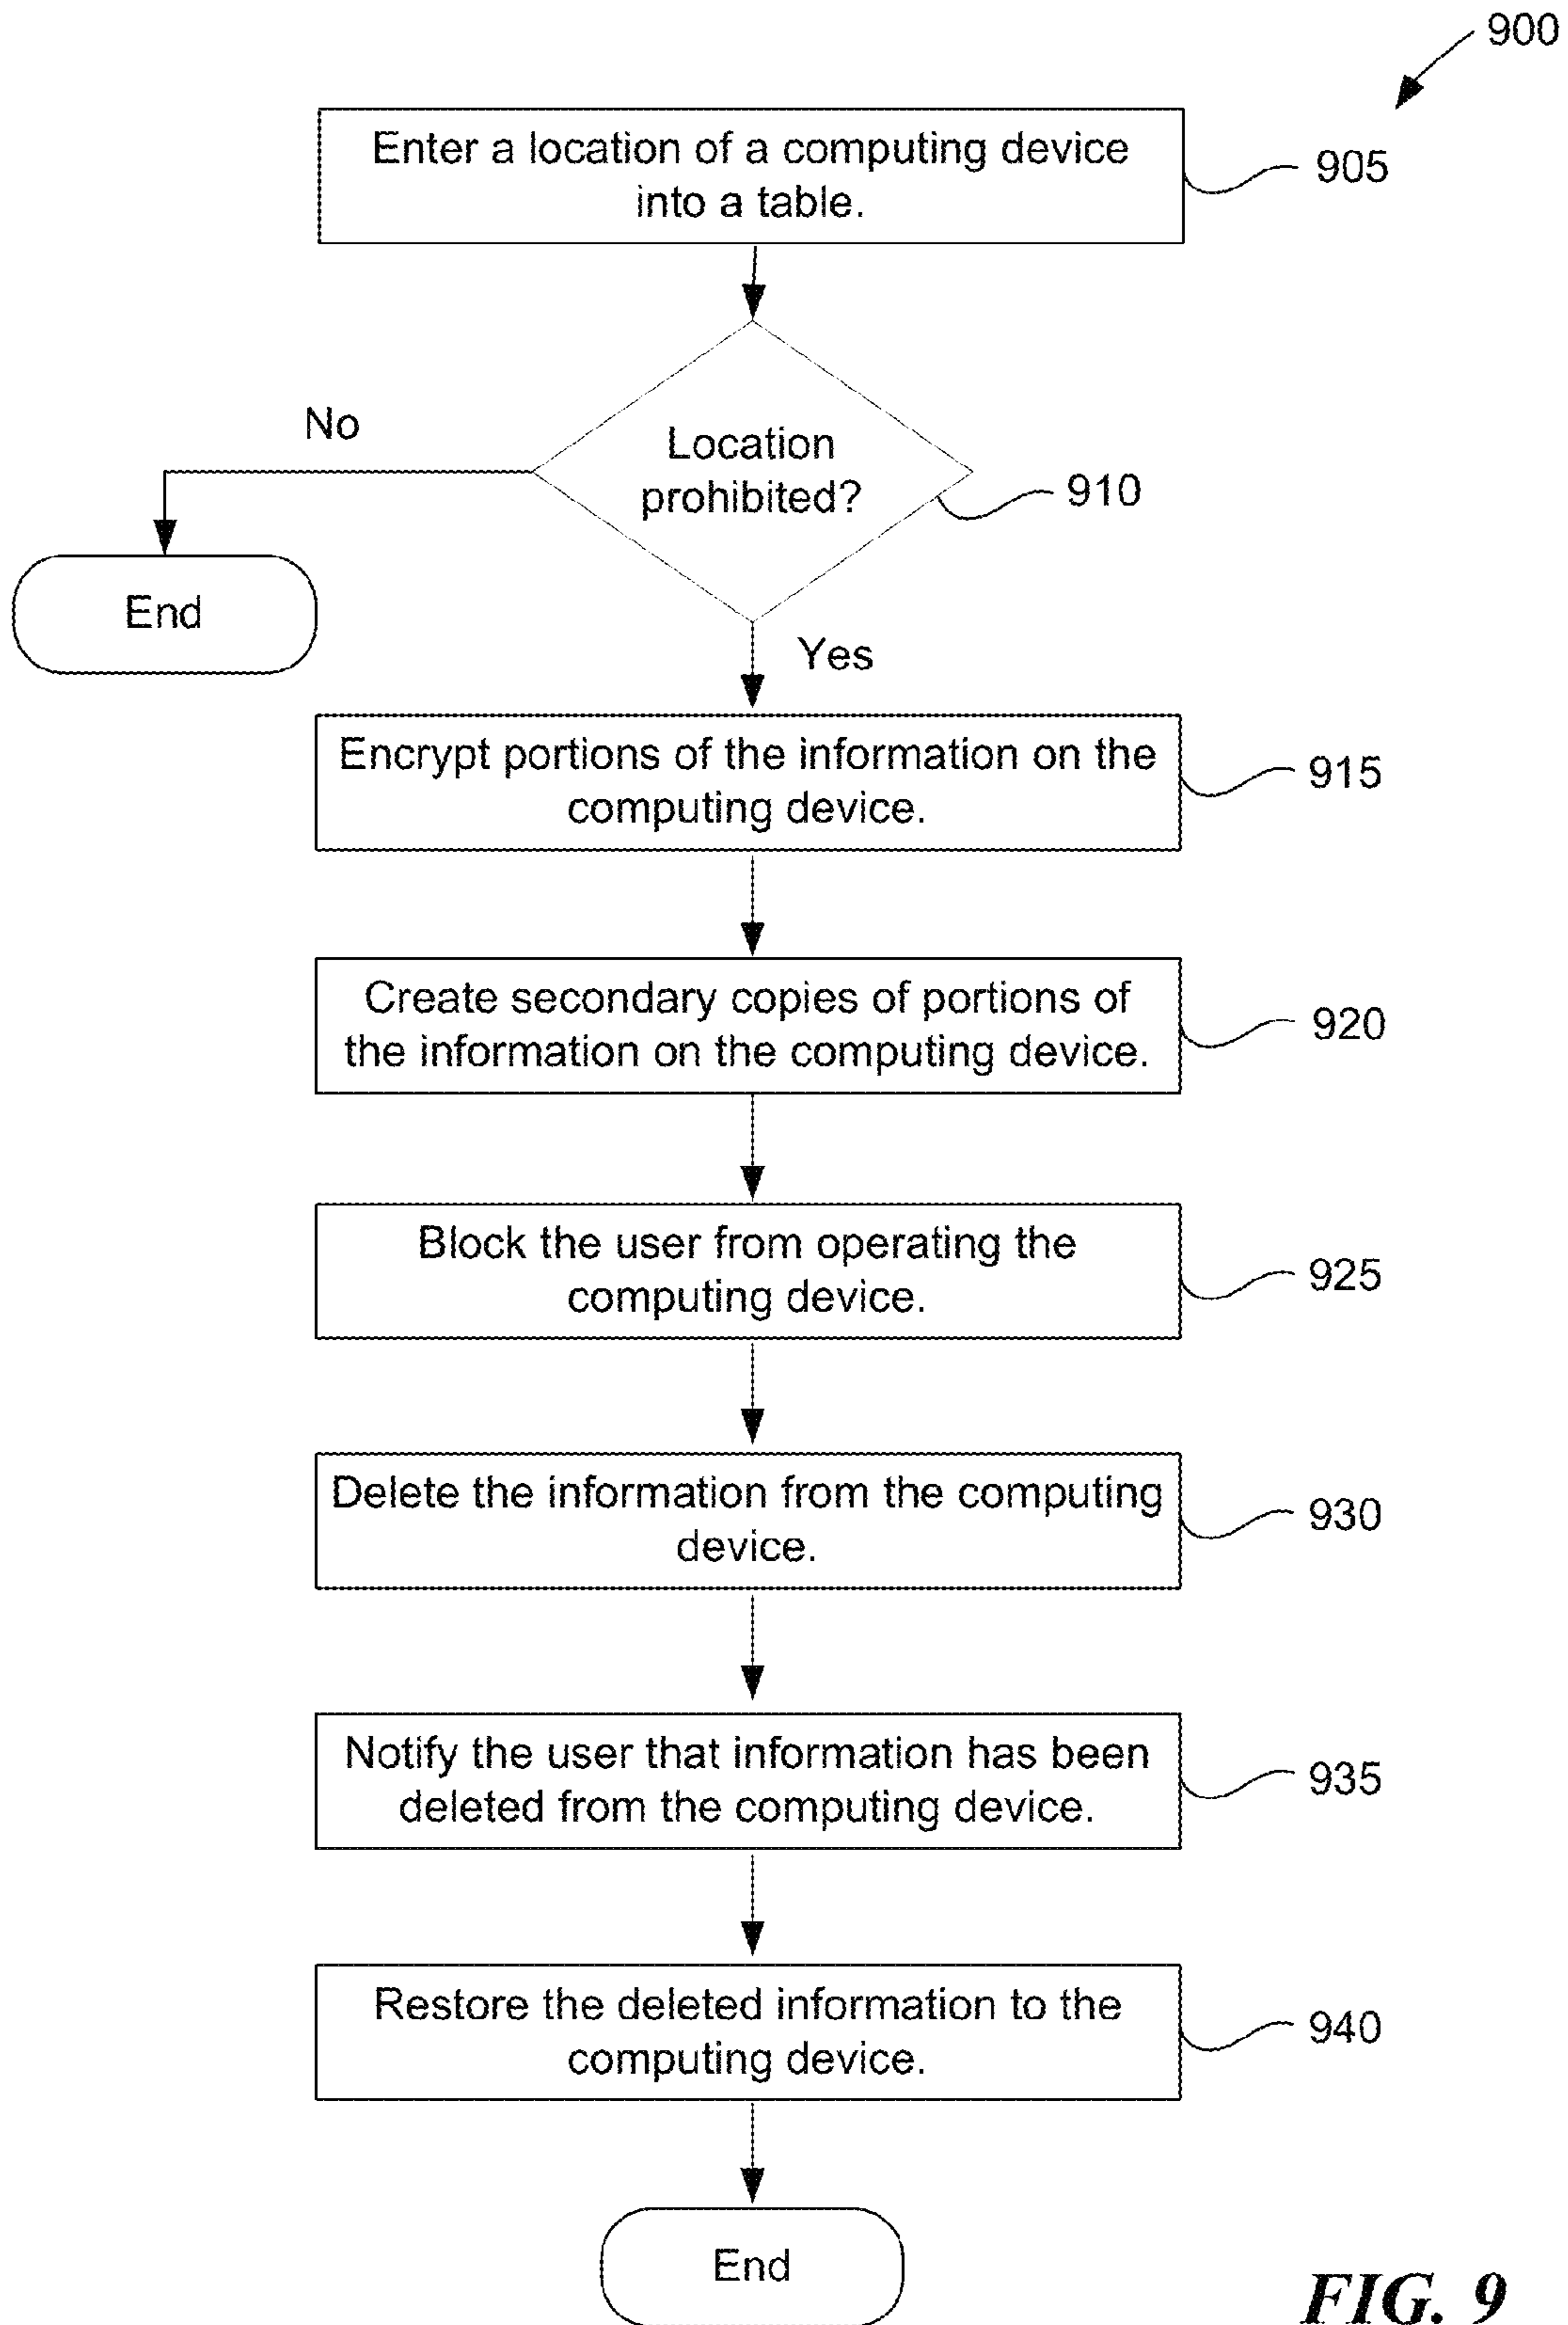 900
Enter a location of a computing device
into a table.
905
No
Location
prohibited?
910
End
Yes
Encrypt portions of the information on the
computing device.
915
Create secondary copies of portions of
the information on the computing device.
920
Block the user from operating the
computing device.
925
Delete the information from the computing
device.
930
Notify the user that information has been
deleted from the computing device.
935
Restore the deleted information to the
computing device.
940
End
FIG. 9